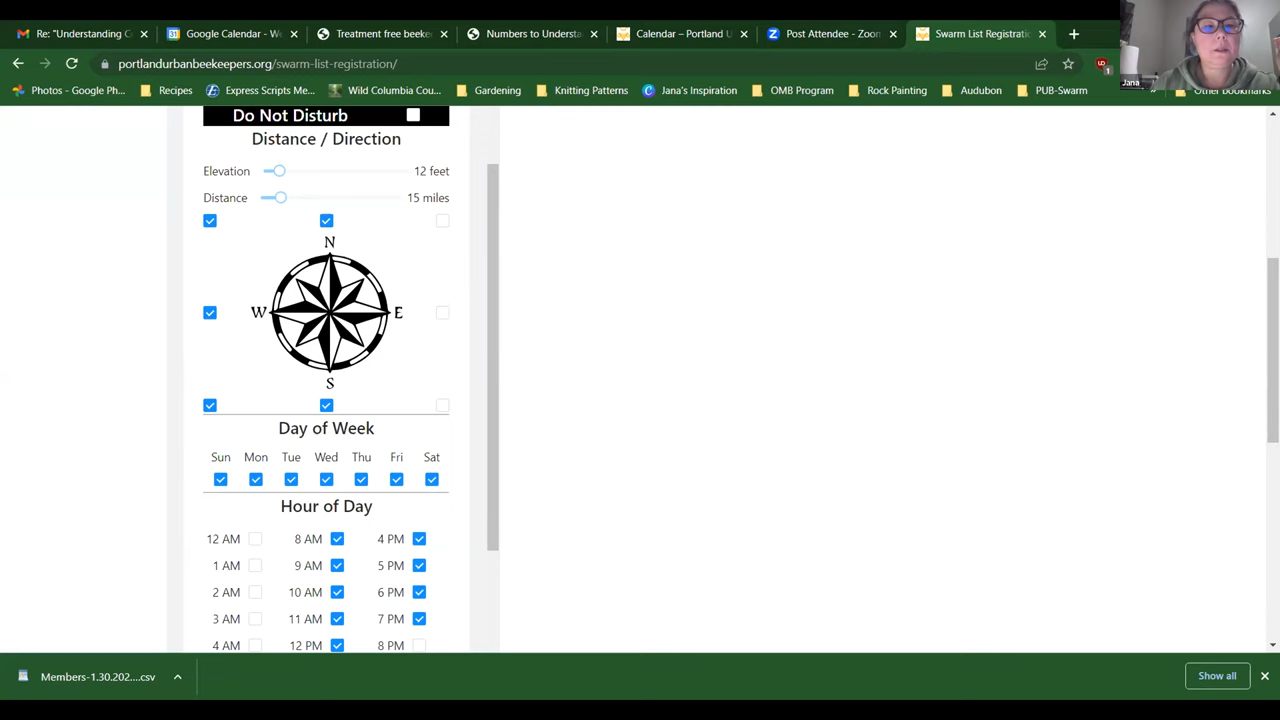 Re: "Understanding C
Google Calendar - We
Treatment free beeke
Numbers to Understa
Calendar – Portland U
Post Attendee - Zoom
Swarm List Registratio
portlandurbanbeekeepers.org/swarm-list-registration/
UD
1
Photos - Google Ph...
Recipes
Express Scripts Me...
Wild Columbia Cou...
Gardening
Knitting Patterns
Jana's Inspiration
OMB Program
Rock Painting
Audubon
PUB-Swarm
»
Other bookmarks
Jana
Do Not Disturb
Distance / Direction
Elevation 12 feet
Distance 15 miles
N
W E
S
Day of Week
Sun Mon Tue Wed Thu Fri Sat
Hour of Day
12 AM 8 AM 4 PM
1 AM 9 AM 5 PM
2 AM 10 AM 6 PM
3 AM 11 AM 7 PM
4 AM 12 PM 8 PM
Members-1.30.202....csv
Show all